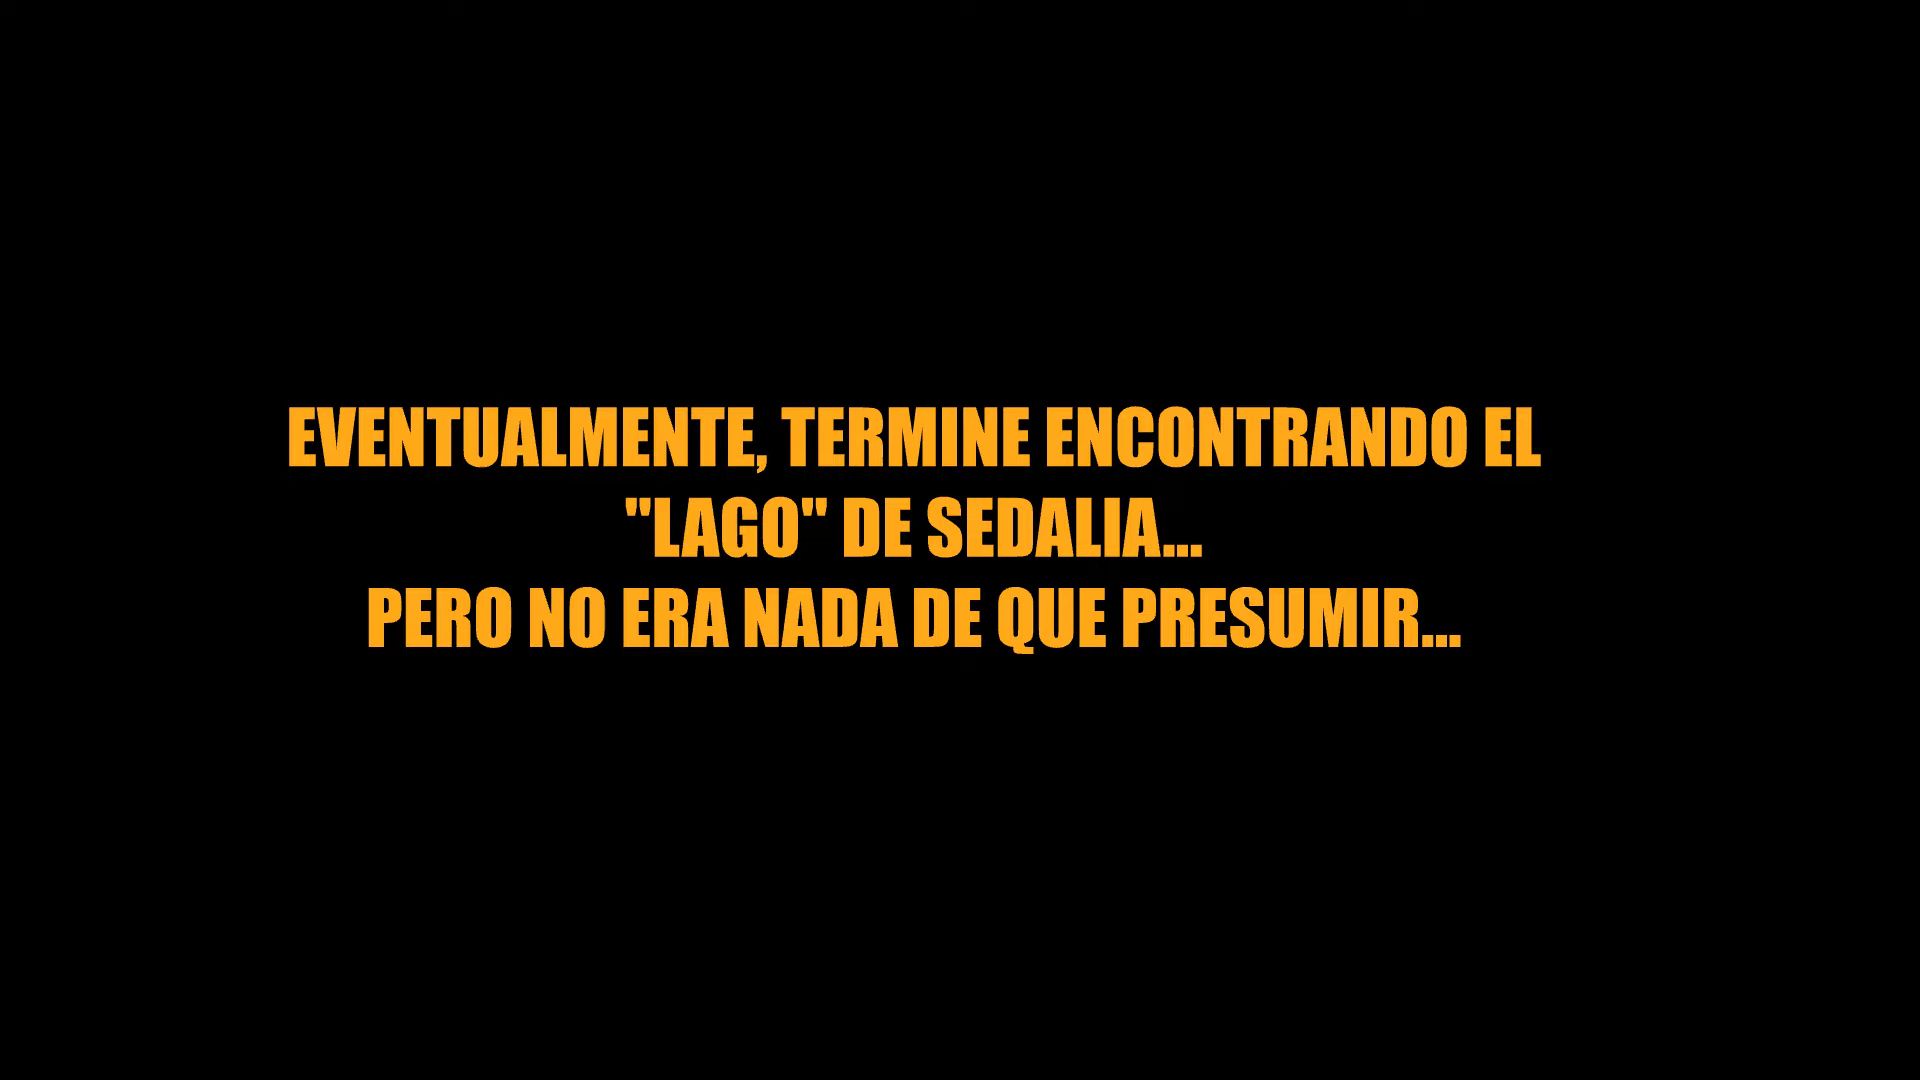 EVENTUALMENTE, TERMINE ENCONTRANDO EL
"LAGO" DE SEDALIA...
PERO NO ERA NADA DE QUE PRESUMIR...